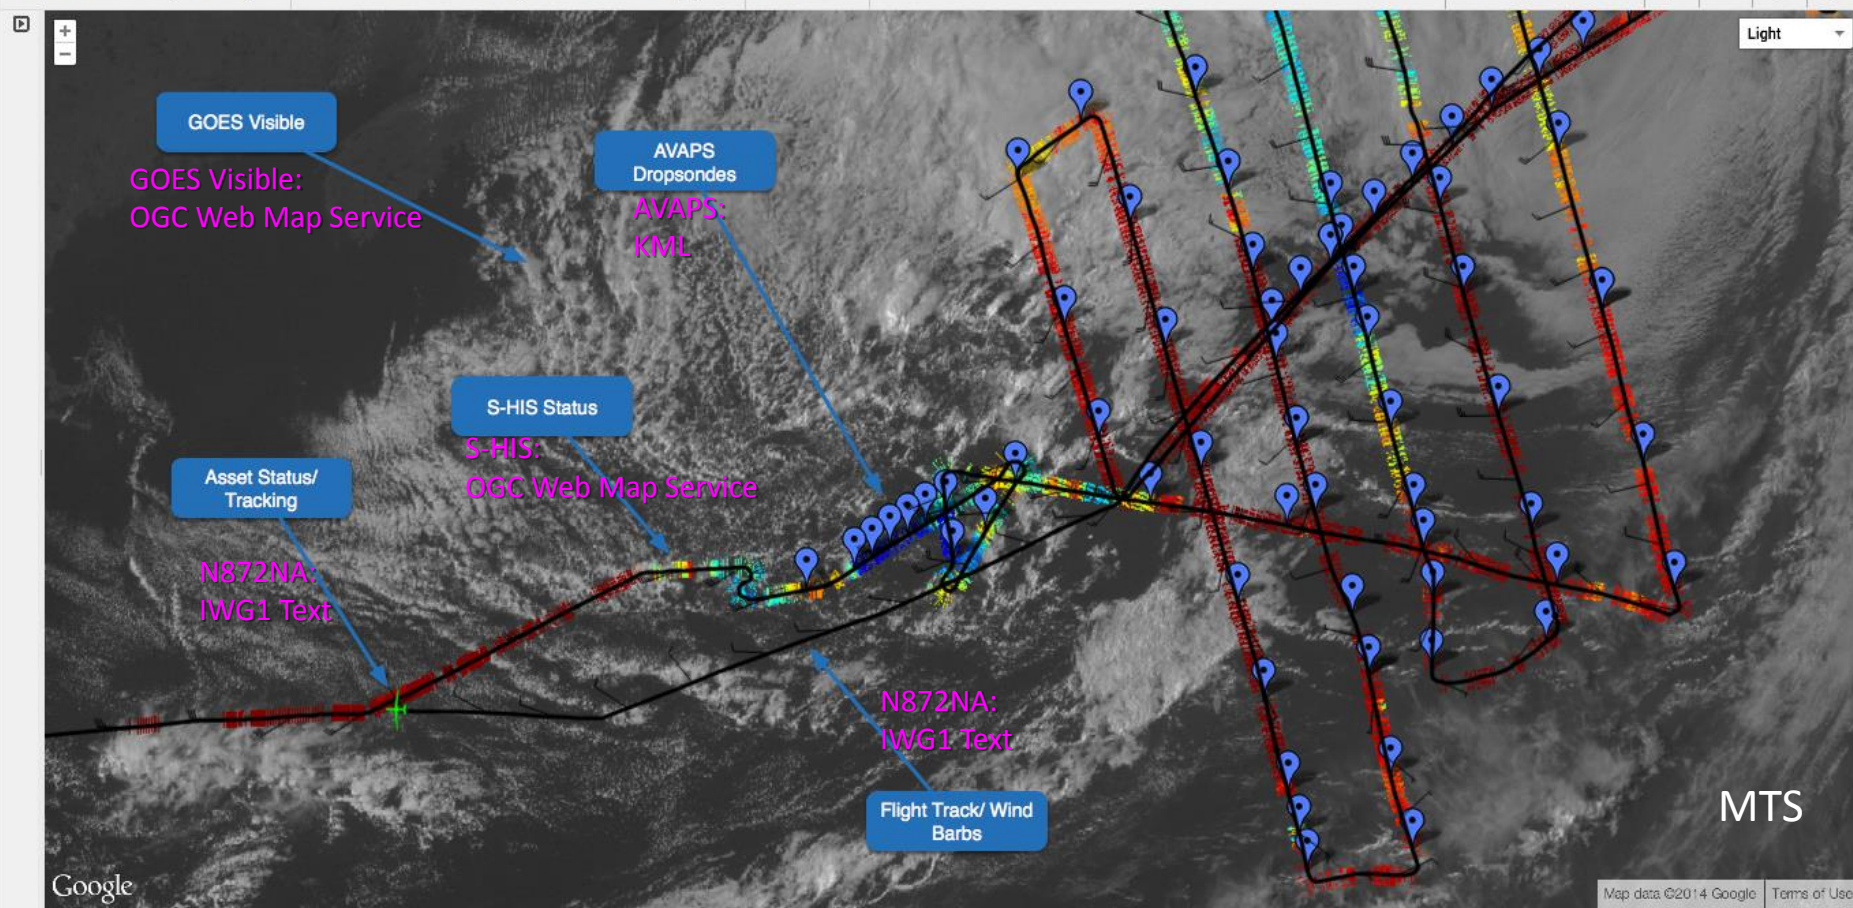 +
−
Light
GOES Visible
GOES Visible:
OGC Web Map Service
AVAPS
Dropsondes
AVAPS:
KML
S-HIS Status
S-HIS:
OGC Web Map Service
Asset Status/
Tracking
N872NA:
IWG1 Text
N872NA:
IWG1 Text
Flight Track/ Wind
Barbs
MTS
Google
Map data ©2014 Google
Terms of Use